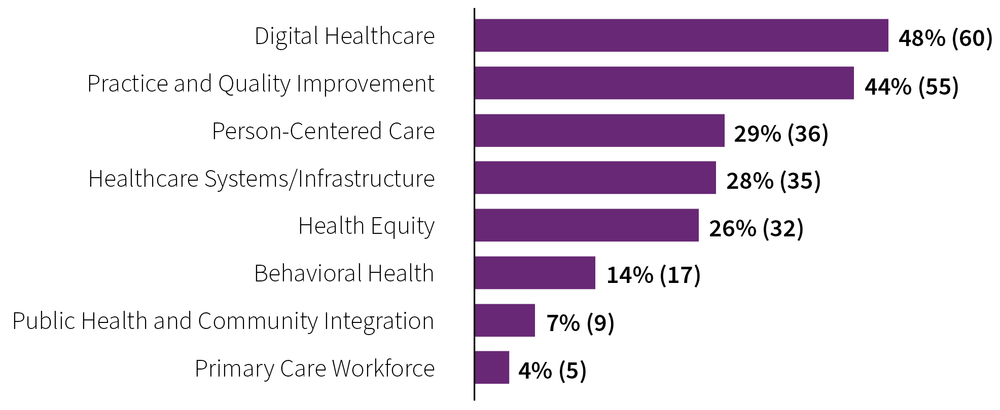 Digital Healthcare 48% (60)
Practice and Quality Improvement 44% (55)
Person-Centered Care 29% (36)
Healthcare Systems/Infrastructure 28% (35)
Health Equity 26% (32)
Behavioral Health 14% (17)
Public Health and Community Integration 7% (9)
Primary Care Workforce 4% (5)